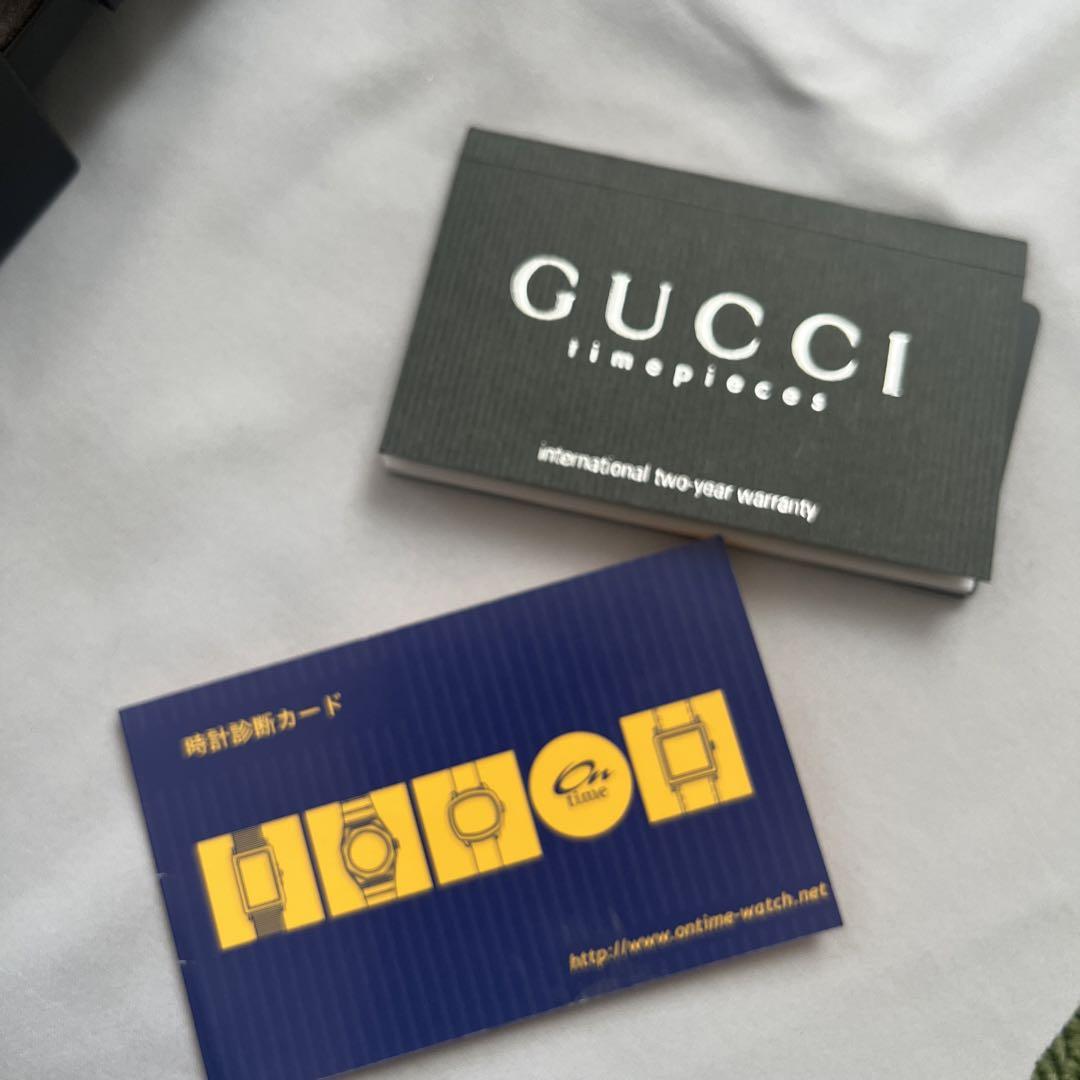 GUCCI
timepieces
international two-year warranty
時計診断カード
On
time
http://www.ontime-watch.net